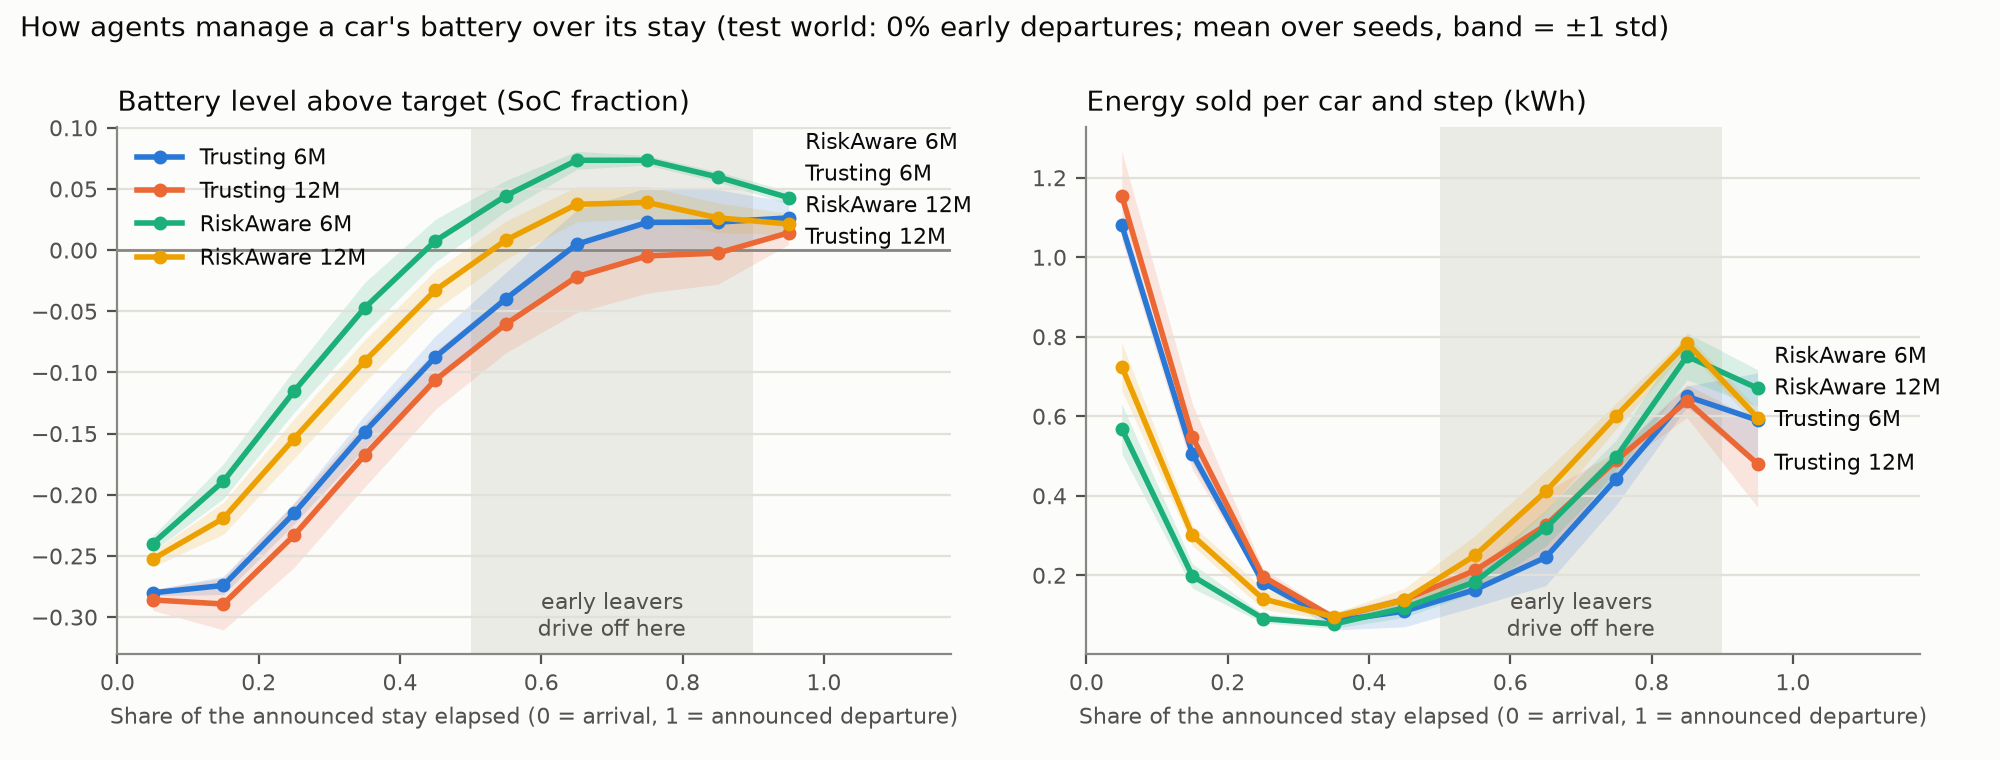 How agents manage a car's battery over its stay (test world: 0% early departures; mean over seeds, band = ±1 std)
Battery level above target (SoC fraction)
0.10
0.05
0.00
−0.05
−0.10
−0.15
−0.20
−0.25
−0.30
Trusting 6M
Trusting 12M
RiskAware 6M
RiskAware 12M
RiskAware 6M
Trusting 6M
RiskAware 12M
Trusting 12M
early leavers
drive off here
0.0 0.2 0.4 0.6 0.8 1.0
Share of the announced stay elapsed (0 = arrival, 1 = announced departure)
Energy sold per car and step (kWh)
1.2
1.0
0.8
0.6
0.4
0.2
RiskAware 6M
RiskAware 12M
Trusting 6M
Trusting 12M
early leavers
drive off here
0.0 0.2 0.4 0.6 0.8 1.0
Share of the announced stay elapsed (0 = arrival, 1 = announced departure)